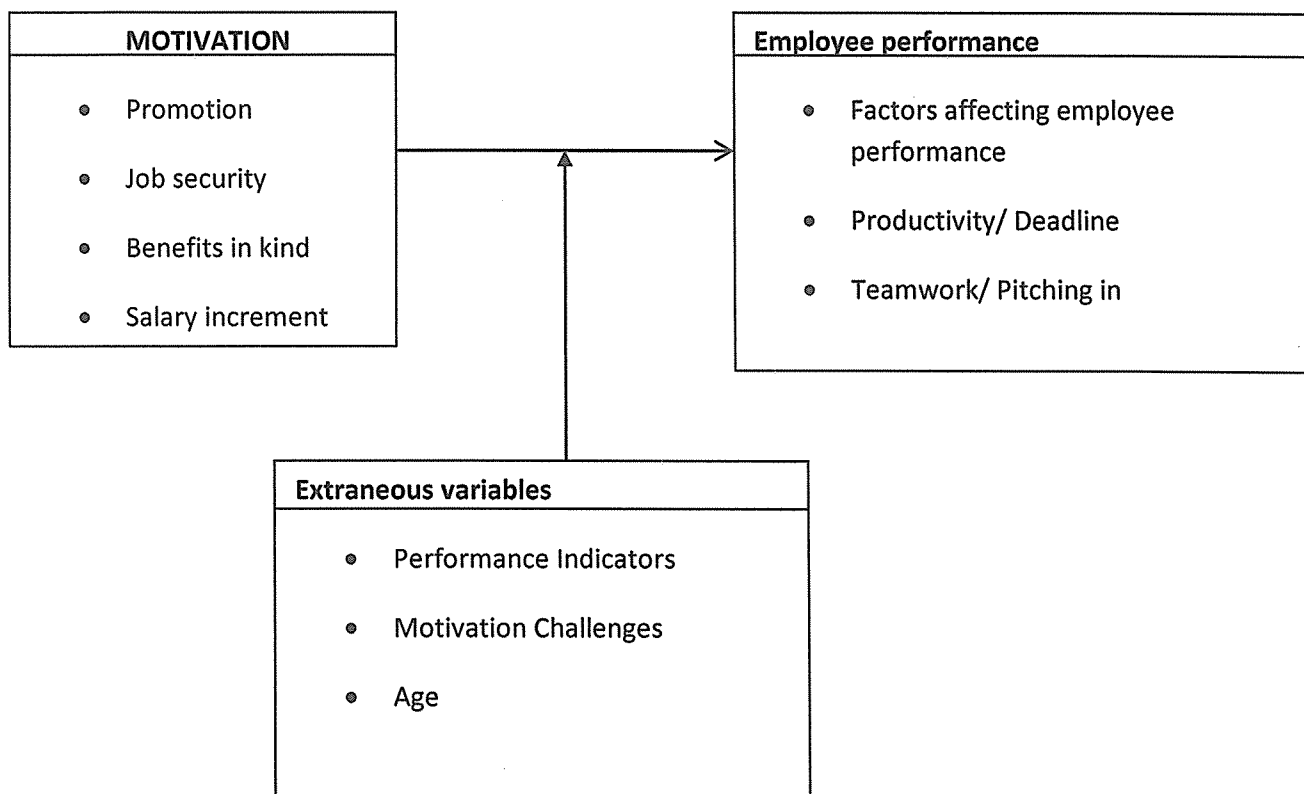 MOTIVATION
• Promotion
• Job security
• Benefits in kind
• Salary increment
Employee performance
• Factors affecting employee
performance
• Productivity/ Deadline
• Teamwork/ Pitching in
Extraneous variables
• Performance Indicators
• Motivation Challenges
• Age